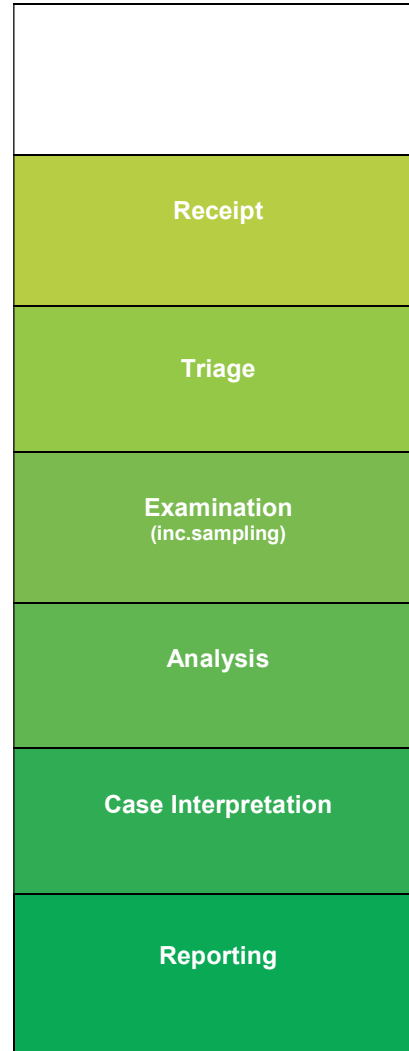 Receipt
Triage
Examination
(inc.sampling)
Analysis
Case Interpretation
Reporting